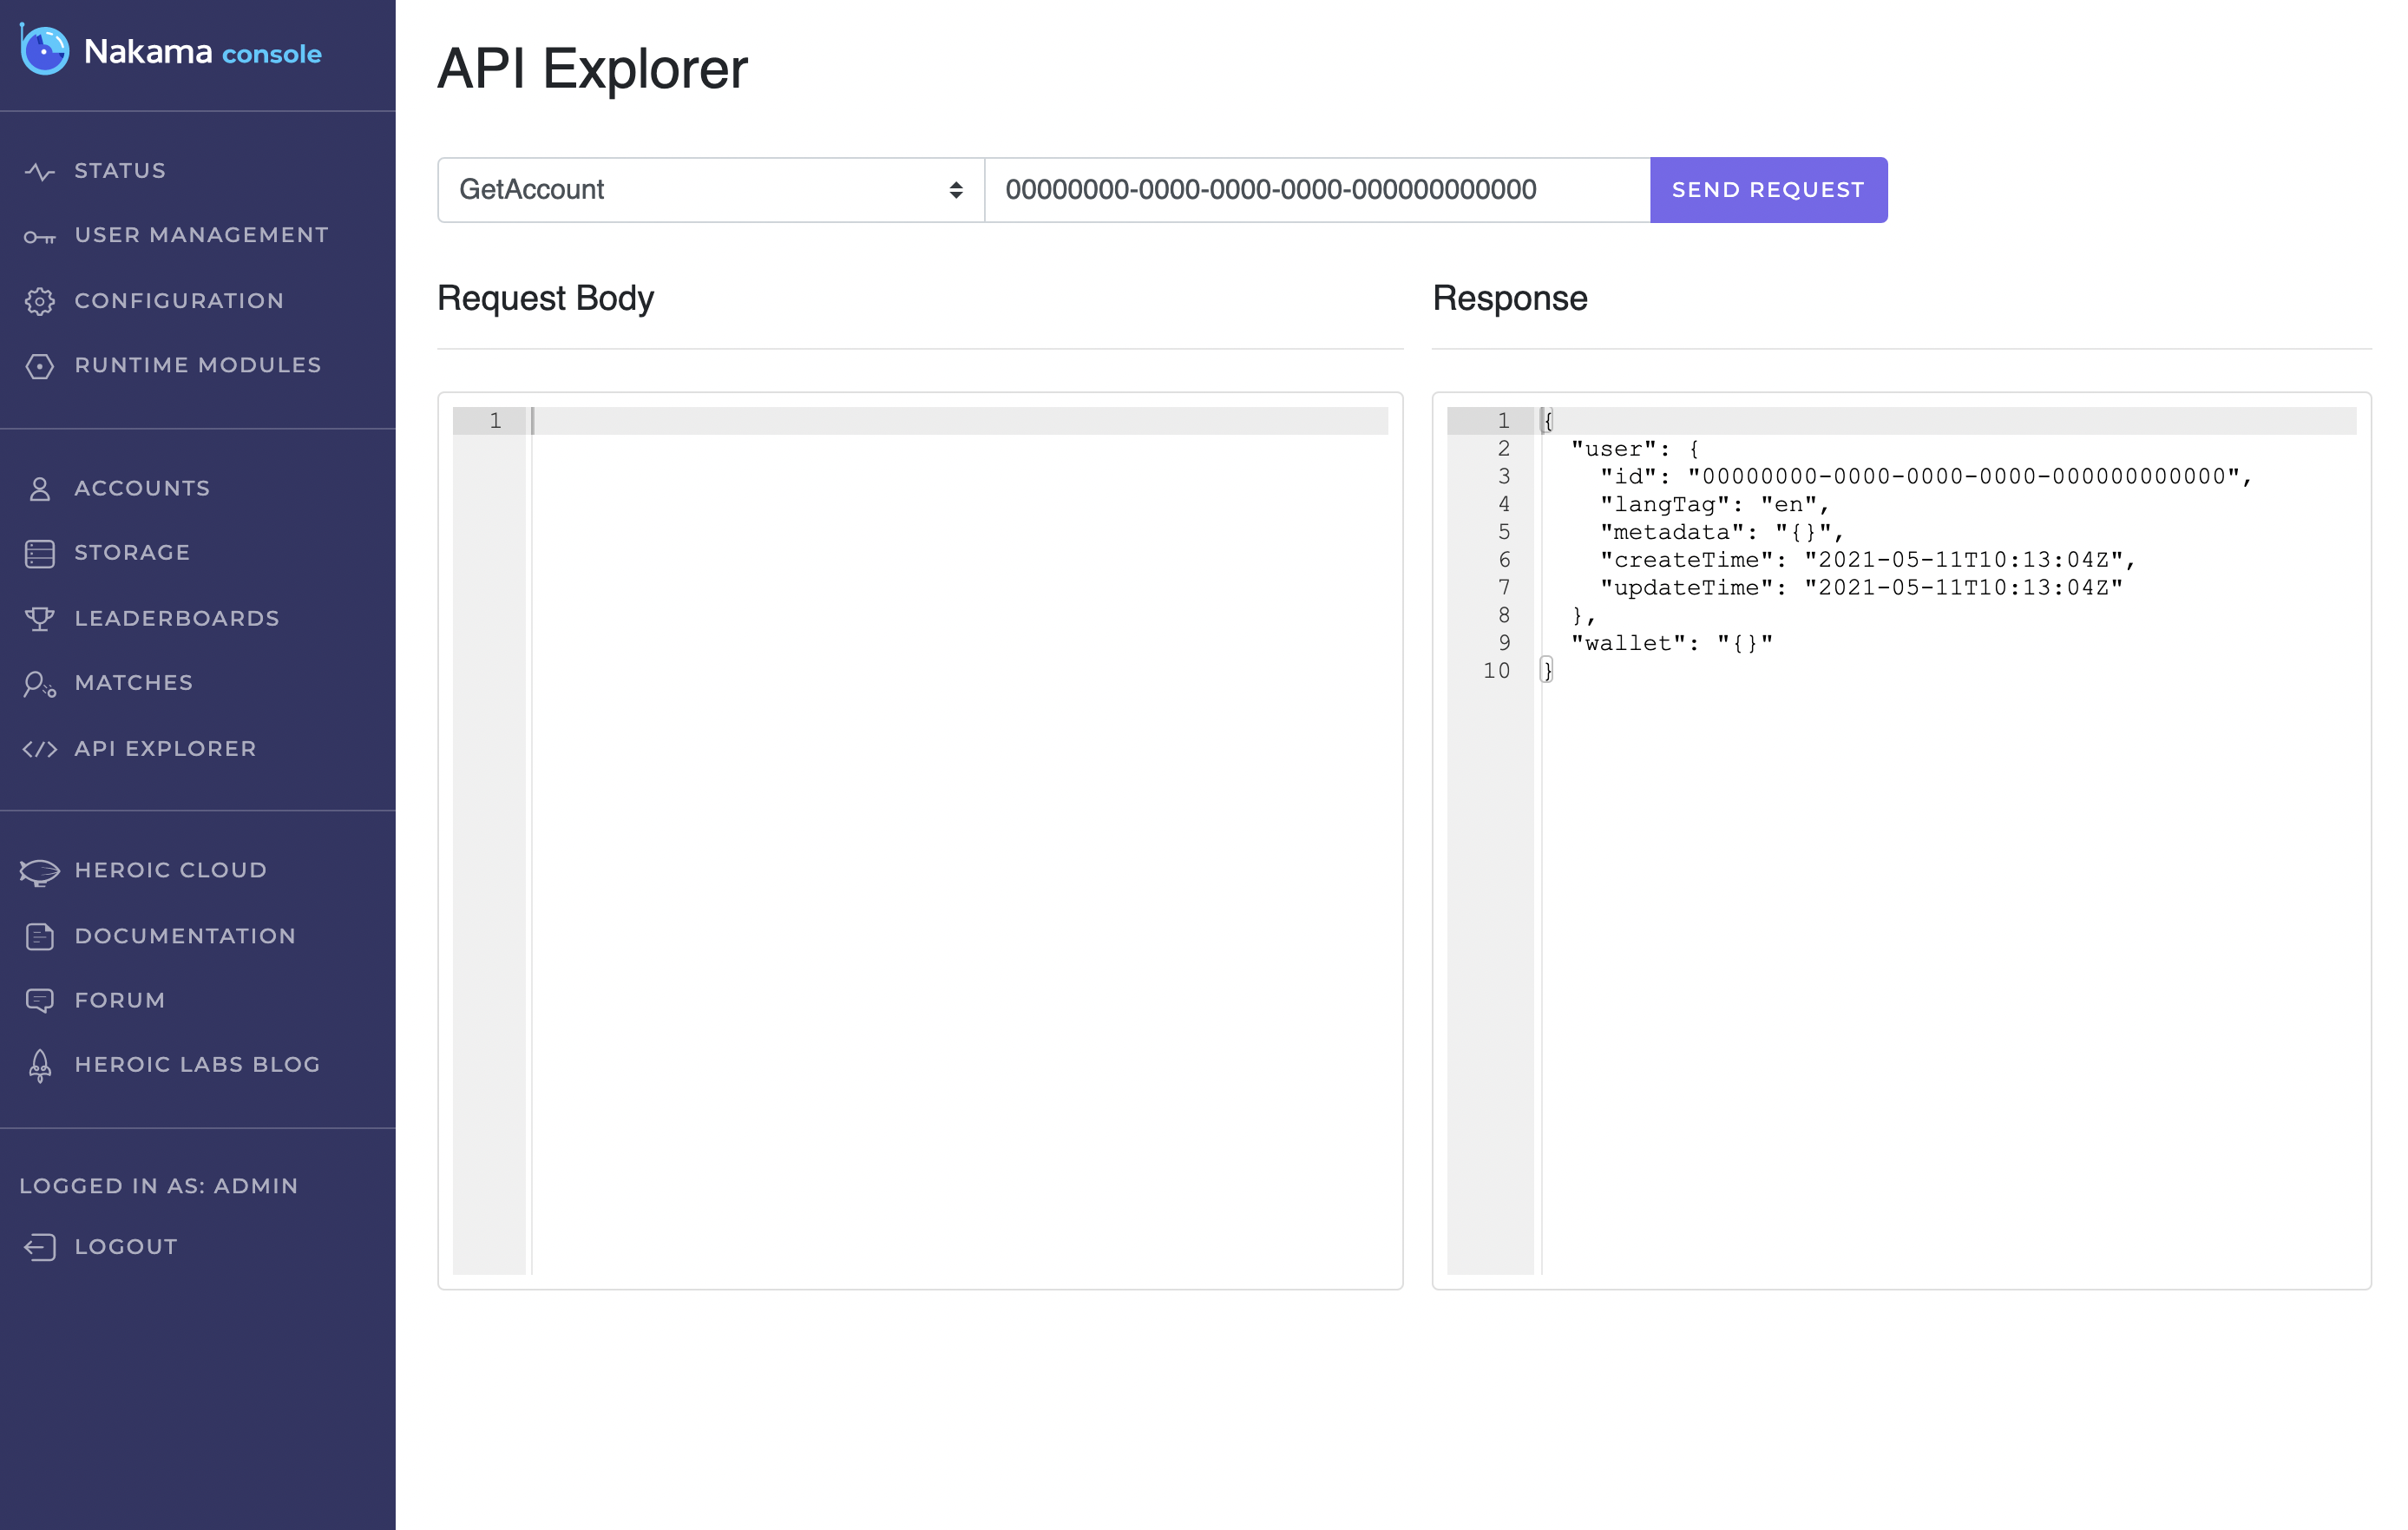 Nakama console
STATUS
USER MANAGEMENT
CONFIGURATION
RUNTIME MODULES
ACCOUNTS
STORAGE
LEADERBOARDS
MATCHES
API EXPLORER
HEROIC CLOUD
DOCUMENTATION
FORUM
HEROIC LABS BLOG
LOGGED IN AS: ADMIN
LOGOUT
API Explorer
GetAccount
00000000-0000-0000-0000-000000000000
SEND REQUEST
Request Body
1
Response
1 {
2 "user": {
3 "id": "00000000-0000-0000-0000-000000000000",
4 "langTag": "en",
5 "metadata": "{}",
6 "createTime": "2021-05-11T10:13:04Z",
7 "updateTime": "2021-05-11T10:13:04Z"
8 },
9 "wallet": "{}"
10 }